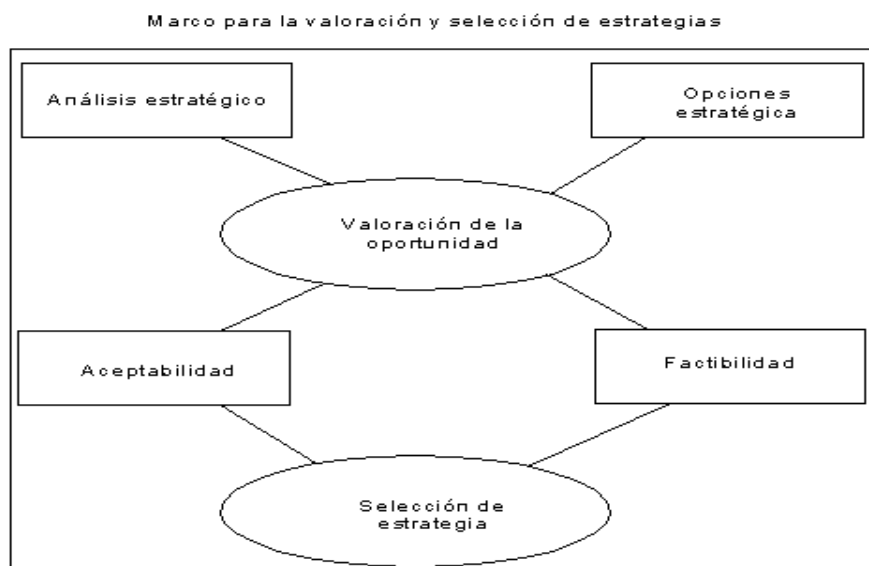 Marco para la valoración y selección de estrategias
Análisis estratégico
Opciones
estratégica
Valoración de la
oportunidad
Aceptabilidad
Factibilidad
Selección de
estrategia